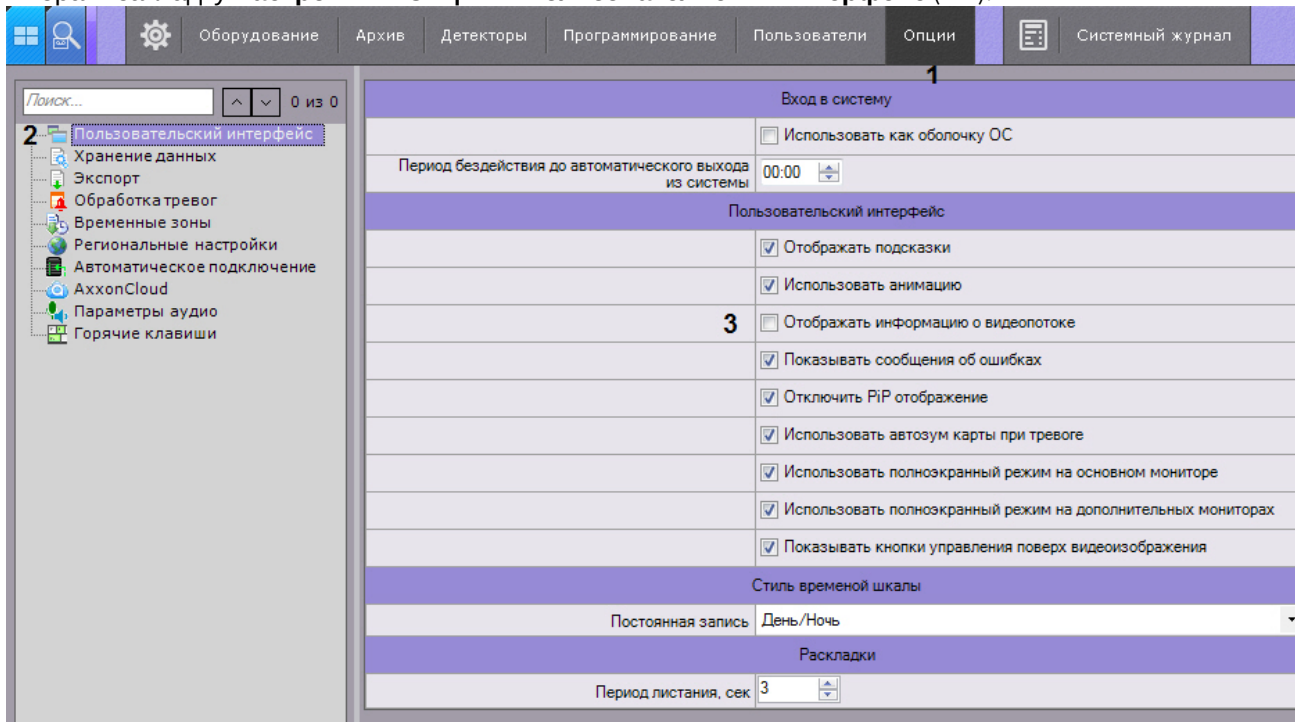 Оборудование Архив Детекторы Программирование Пользователи Опции Системный журнал
1
Поиск... 0 из 0
2 Пользовательский интерфейс
Хранение данных
Экспорт
Обработка тревог
Временные зоны
Региональные настройки
Автоматическое подключение
AxxonCloud
Параметры аудио
Горячие клавиши
Вход в систему
Использовать как оболочку ОС
Период бездействия до автоматического выхода
из системы 00:00
Пользовательский интерфейс
Отображать подсказки
Использовать анимацию
3 Отображать информацию о видеопотоке
Показывать сообщения об ошибках
Отключить PiP отображение
Использовать автозум карты при тревоге
Использовать полноэкранный режим на основном мониторе
Использовать полноэкранный режим на дополнительных мониторах
Показывать кнопки управления поверх видеоизображения
Стиль временой шкалы
Постоянная запись День/Ночь
Раскладки
Период листания, сек 3